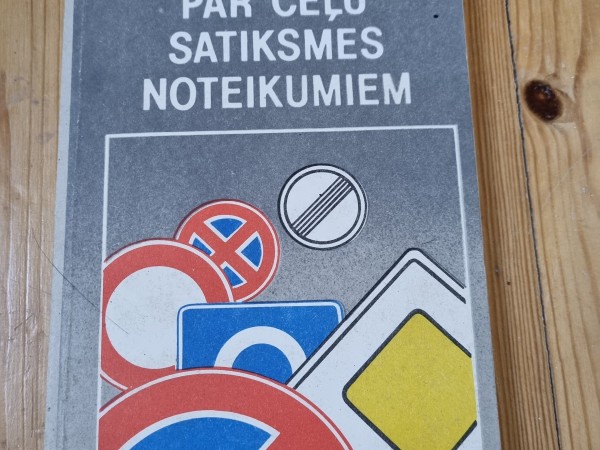 PAR CEĻU
SATIKSMES
NOTEIKUMIEM